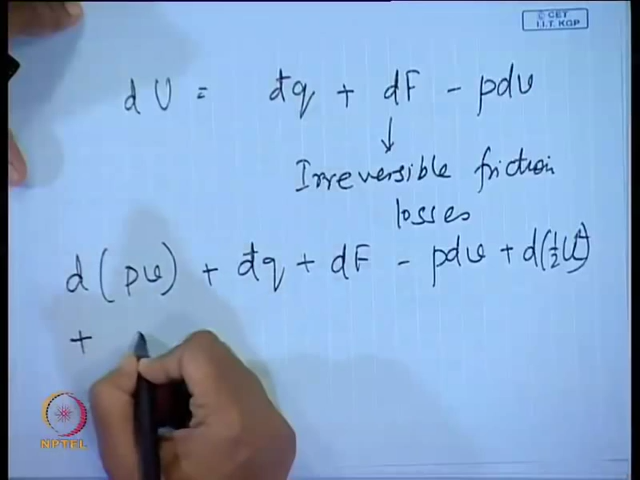 © CET
I.I.T. KGP
dU = đq + dF - pdv
↓
Irreversible friction
losses
d(pv) + đq + dF - pdv + d(½U²)
+
NPTEL